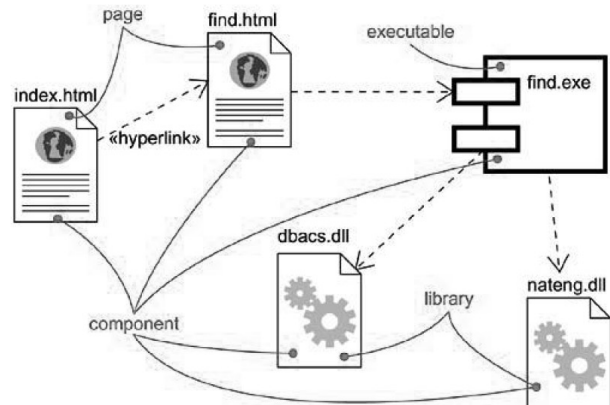 page
find.html
executable
index.html
find.exe
«hyperlink»
dbacs.dll
nateng.dll
library
component